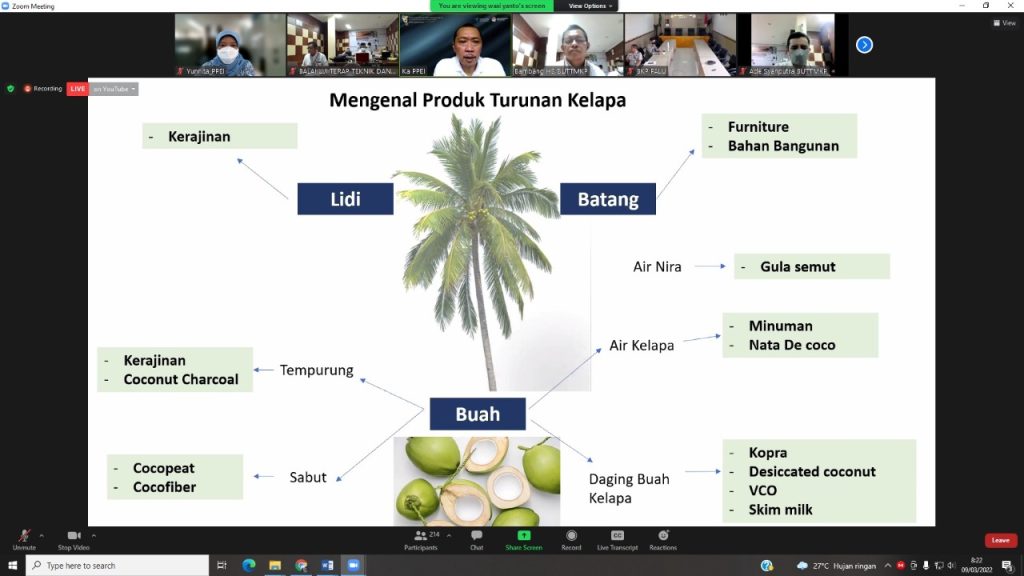 Zoom Meeting
You are viewing wasi yanto's screen
View Options
View
Yunnita_PPEI
BALAI UJI TERAP TEKNIK DAN...
Ka PPEI
Bambang HS BUTTMKP
BKP PALU
Ade Syahputra BUTTMKP
Recording
LIVE on YouTube
Mengenal Produk Turunan Kelapa
- Kerajinan
- Furniture
- Bahan Bangunan
Lidi
Batang
Air Nira
- Gula semut
- Minuman
- Nata De coco
Air Kelapa
- Kerajinan
- Coconut Charcoal
Tempurung
Buah
- Cocopeat
- Cocofiber
Sabut
Daging Buah
Kelapa
- Kopra
- Desiccated coconut
- VCO
- Skim milk
Unmute
Stop Video
214
Participants
Chat
Share Screen
Record
CC
Live Transcript
Reactions
Leave
Type here to search
27°C Hujan ringan
8:22
09/03/2022